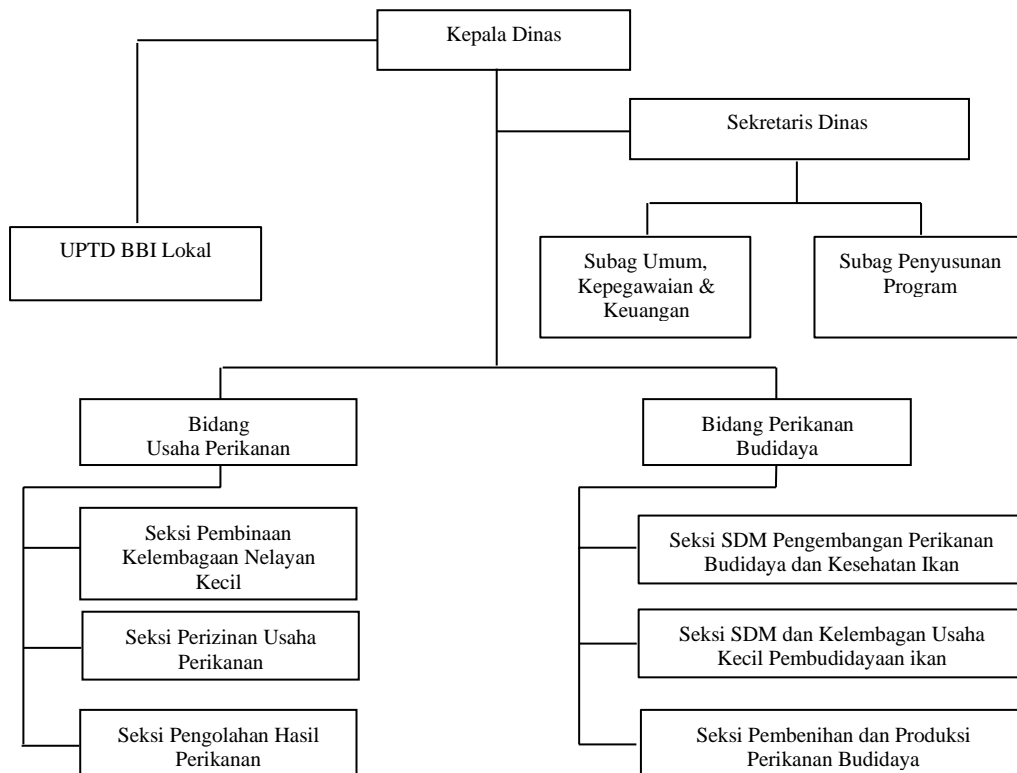 Kepala Dinas
Sekretaris Dinas
UPTD BBI Lokal
Subag Umum,
Kepegawaian &
Keuangan
Subag Penyusunan
Program
Bidang
Usaha Perikanan
Bidang Perikanan
Budidaya
Seksi Pembinaan
Kelembagaan Nelayan
Kecil
Seksi Perizinan Usaha
Perikanan
Seksi Pengolahan Hasil
Perikanan
Seksi SDM Pengembangan Perikanan
Budidaya dan Kesehatan Ikan
Seksi SDM dan Kelembagan Usaha
Kecil Pembudidayaan ikan
Seksi Pembenihan dan Produksi
Perikanan Budidaya